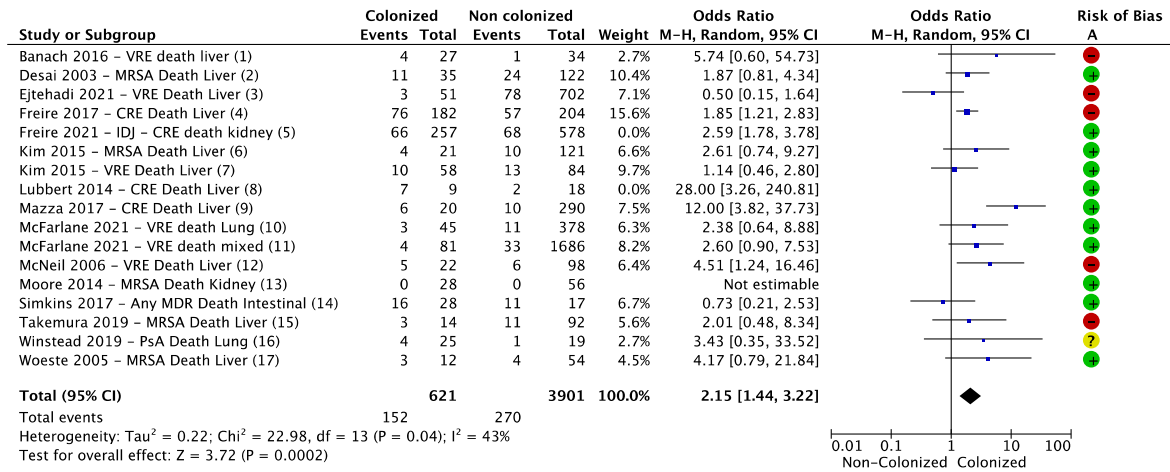 Colonized Non colonized Odds Ratio Odds Ratio Risk of Bias
Study or Subgroup Events Total Events Total Weight M-H, Random, 95% CI M-H, Random, 95% CI A
Banach 2016 – VRE death liver (1) 4 27 1 34 2.7% 5.74 [0.60, 54.73] −
Desai 2003 – MRSA Death Liver (2) 11 35 24 122 10.4% 1.87 [0.81, 4.34] +
Ejtehadi 2021 – VRE Death Liver (3) 3 51 78 702 7.1% 0.50 [0.15, 1.64] −
Freire 2017 – CRE Death Liver (4) 76 182 57 204 15.6% 1.85 [1.21, 2.83] −
Freire 2021 – IDJ – CRE death kidney (5) 66 257 68 578 0.0% 2.59 [1.78, 3.78] +
Kim 2015 – MRSA Death Liver (6) 4 21 10 121 6.6% 2.61 [0.74, 9.27] +
Kim 2015 – VRE Death Liver (7) 10 58 13 84 9.7% 1.14 [0.46, 2.80] +
Lubbert 2014 – CRE Death Liver (8) 7 9 2 18 0.0% 28.00 [3.26, 240.81] +
Mazza 2017 – CRE Death Liver (9) 6 20 10 290 7.5% 12.00 [3.82, 37.73] +
McFarlane 2021 – VRE death Lung (10) 3 45 11 378 6.3% 2.38 [0.64, 8.88] +
McFarlane 2021 – VRE death mixed (11) 4 81 33 1686 8.2% 2.60 [0.90, 7.53] +
McNeil 2006 – VRE Death Liver (12) 5 22 6 98 6.4% 4.51 [1.24, 16.46] −
Moore 2014 – MRSA Death Kidney (13) 0 28 0 56 Not estimable +
Simkins 2017 – Any MDR Death Intestinal (14) 16 28 11 17 6.7% 0.73 [0.21, 2.53] +
Takemura 2019 – MRSA Death Liver (15) 3 14 11 92 5.6% 2.01 [0.48, 8.34] −
Winstead 2019 – PsA Death Lung (16) 4 25 1 19 2.7% 3.43 [0.35, 33.52] ?
Woeste 2005 – MRSA Death Liver (17) 3 12 4 54 4.5% 4.17 [0.79, 21.84] +
Total (95% CI) 621 3901 100.0% 2.15 [1.44, 3.22]
Total events 152 270
Heterogeneity: Tau² = 0.22; Chi² = 22.98, df = 13 (P = 0.04); I² = 43%
Test for overall effect: Z = 3.72 (P = 0.0002)
0.01 0.1 1 10 100
Non-Colonized Colonized